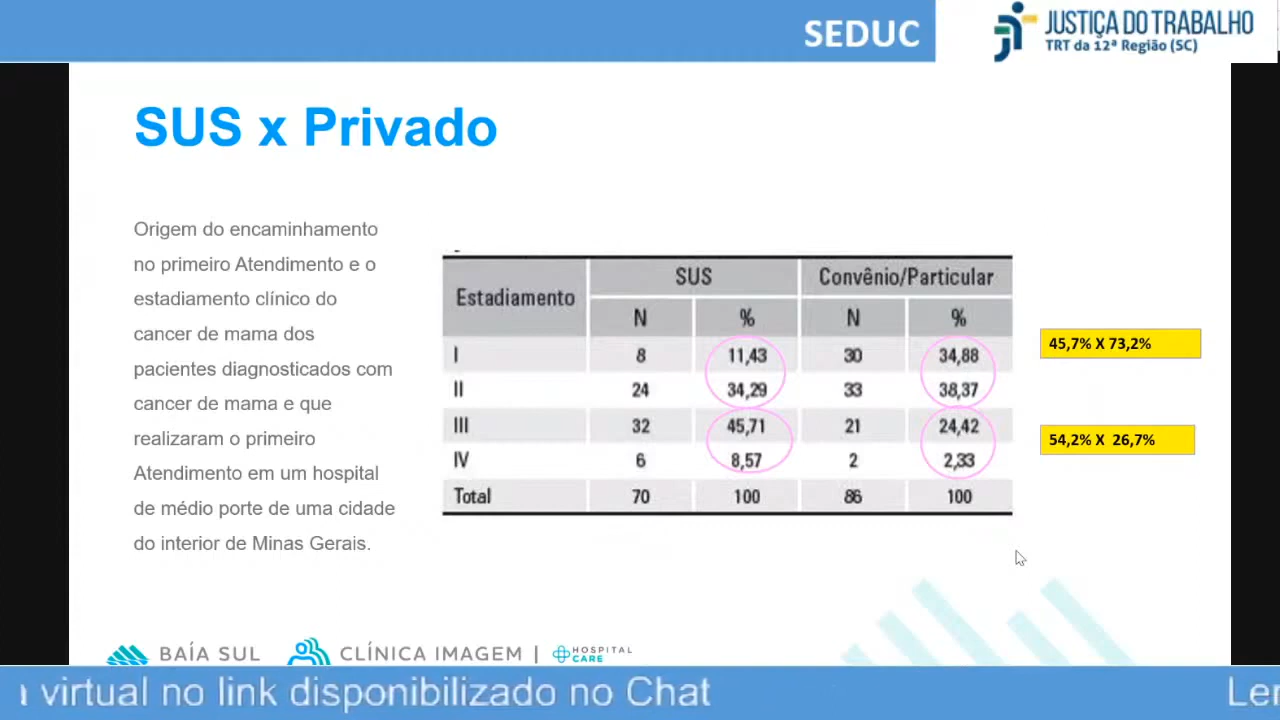 SEDUC
JUSTIÇA DO TRABALHO
TRT da 12ª Região (SC)
SUS x Privado
Origem do encaminhamento
no primeiro Atendimento e o
estadiamento clínico do
cancer de mama dos
pacientes diagnosticados com
cancer de mama e que
realizaram o primeiro
Atendimento em um hospital
de médio porte de uma cidade
do interior de Minas Gerais.
Estadiamento SUS Convênio/Particular
N % N %
I 8 11,43 30 34,88
II 24 34,29 33 38,37
III 32 45,71 21 24,42
IV 6 8,57 2 2,33
Total 70 100 86 100
45,7% X 73,2%
54,2% X 26,7%
BAÍA SUL CLÍNICA IMAGEM | HOSPITAL
CARE
virtual no link disponibilizado no Chat